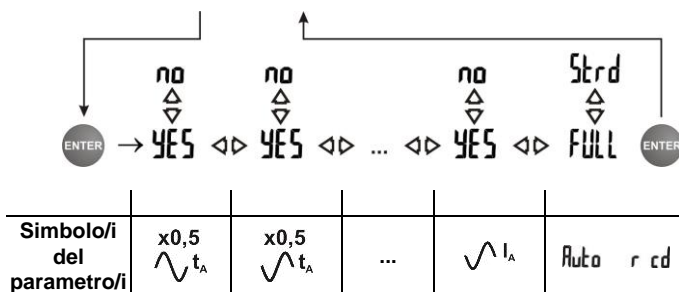 no no no Strd
ENTER YES YES ... YES FULL ENTER
Simbolo/i del parametro/i
x0,5 tA
x0,5 tA
...
IA
Auto rcd